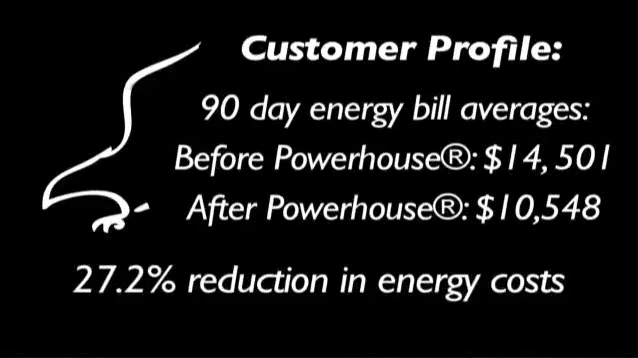 Customer Profile:
90 day energy bill averages:
Before Powerhouse®: $14, 501
After Powerhouse®: $10,548
27.2% reduction in energy costs